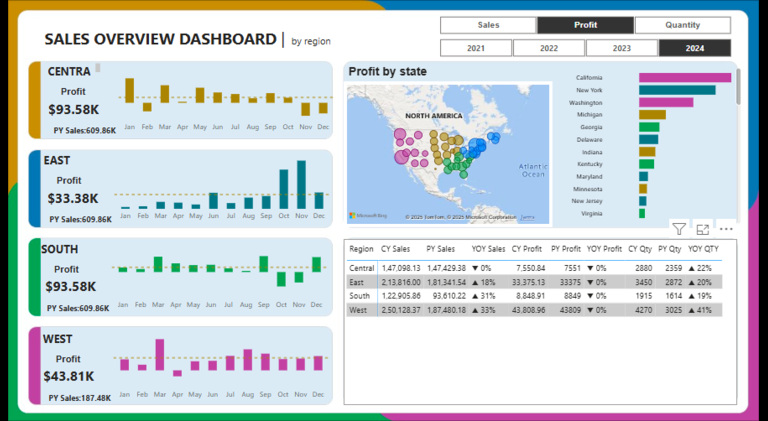 SALES OVERVIEW DASHBOARD | by region
Sales Profit Quantity
2021 2022 2023 2024
CENTRA
Profit
$93.58K
PY Sales:609.86K
Jan Feb Mar Apr May Jun Jul Aug Sep Oct Nov Dec
EAST
Profit
$33.38K
PY Sales:609.86K
Jan Feb Mar Apr May Jun Jul Aug Sep Oct Nov Dec
SOUTH
Profit
$93.58K
PY Sales:609.86K
Jan Feb Mar Apr May Jun Jul Aug Sep Oct Nov Dec
WEST
Profit
$43.81K
PY Sales:187.48K
Jan Feb Mar Apr May Jun Jul Aug Sep Oct Nov Dec
Profit by state
NORTH AMERICA
Atlantic
Ocean
Microsoft Bing
© 2025 TomTom, © 2025 Microsoft Corporation Terms
California
New York
Washington
Michigan
Georgia
Delaware
Indiana
Kentucky
Maryland
Minnesota
New Jersey
Virginia
Region CY Sales PY Sales YOY Sales CY Profit PY Profit YOY Profit CY Qty PY Qty YOY QTY
Central 1,47,098.13 1,47,429.38 ▼ 0% 7,550.84 7551 ▼ 0% 2880 2359 ▲ 22%
East 2,13,816.00 1,81,341.54 ▲ 18% 33,375.13 33375 ▼ 0% 3450 2872 ▲ 20%
South 1,22,905.86 93,610.22 ▲ 31% 8,848.91 8849 ▼ 0% 1915 1614 ▲ 19%
West 2,50,128.37 1,87,480.18 ▲ 33% 43,808.96 43809 ▼ 0% 4270 3025 ▲ 41%